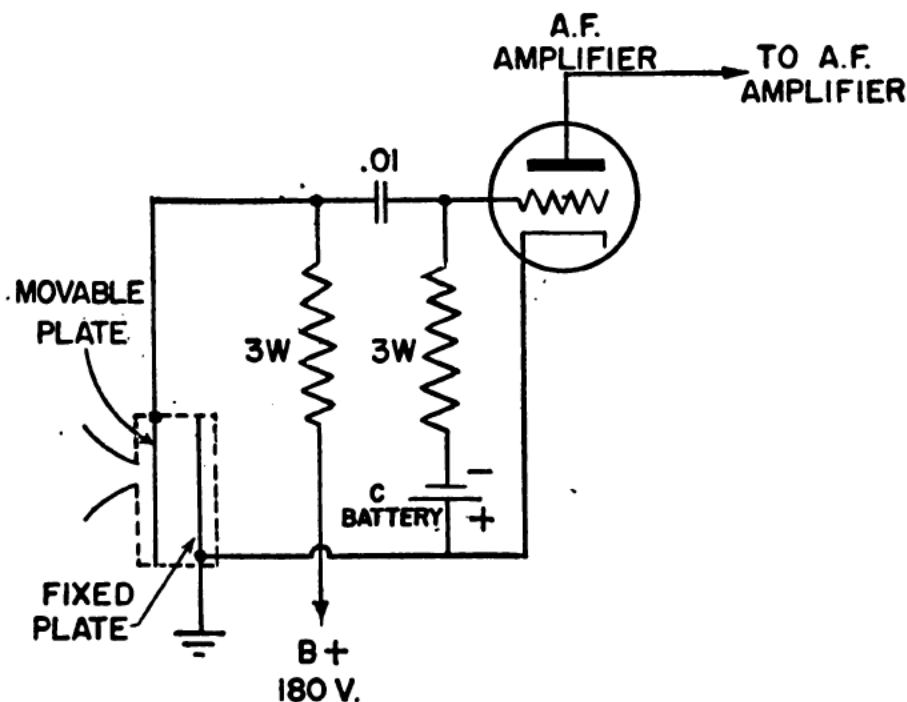 A.F.
AMPLIFIER
TO A.F.
AMPLIFIER
.01
MOVABLE
PLATE
3W
3W
-
C
BATTERY
+
FIXED
PLATE
B+
180 V.